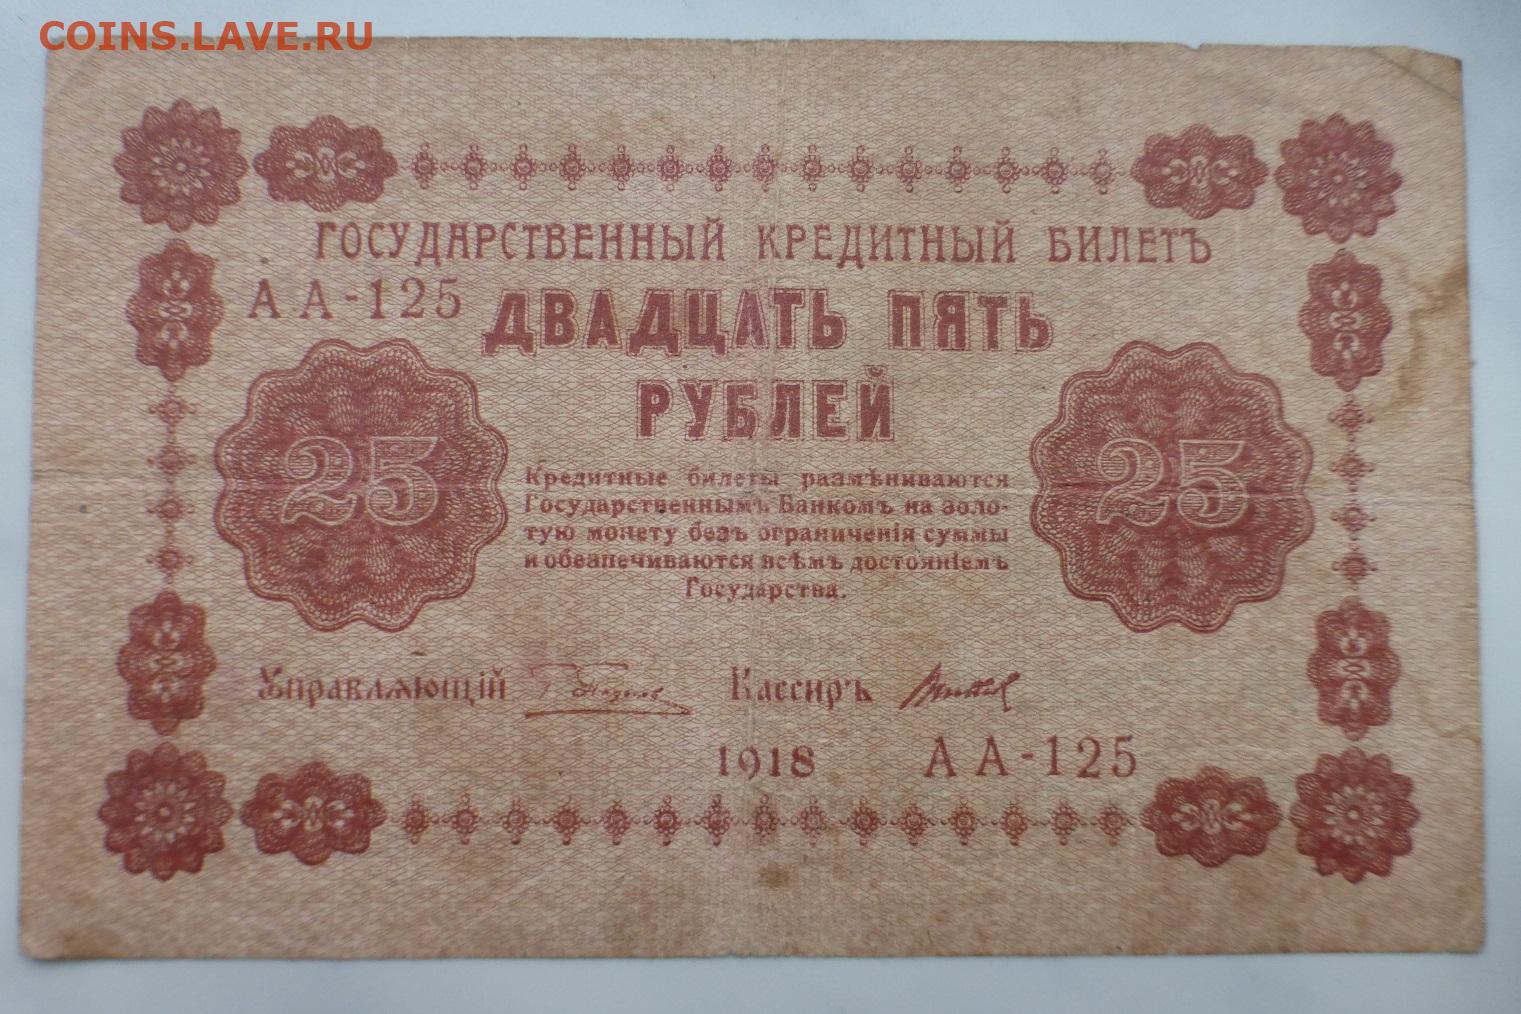 COINS.LAVE.RU
ГОСУДАРСТВЕННЫЙ КРЕДИТНЫЙ БИЛЕТЪ
АА-125
ДВАДЦАТЬ ПЯТЬ
РУБЛЕЙ
25
25
Кредитные билеты размѣниваются
Государственнымъ Банкомъ на золо-
тую монету безъ ограниченія суммы
и обезпечиваются всѣмъ достояніемъ
Государства.
Управляющій
Кассиръ
1918
АА-125